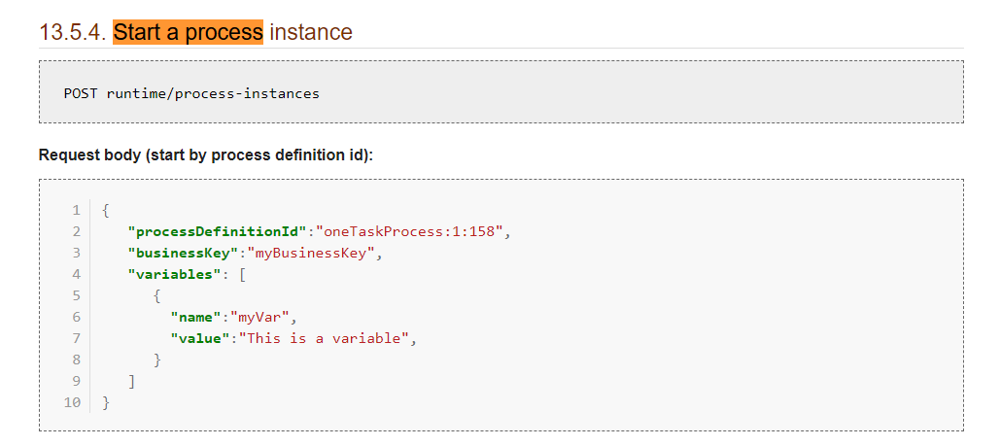 13.5.4. Start a process instance
POST runtime/process-instances
Request body (start by process definition id):
1 {
2 "processDefinitionId":"oneTaskProcess:1:158",
3 "businessKey":"myBusinessKey",
4 "variables": [
5 {
6 "name":"myVar",
7 "value":"This is a variable",
8 }
9 ]
10 }